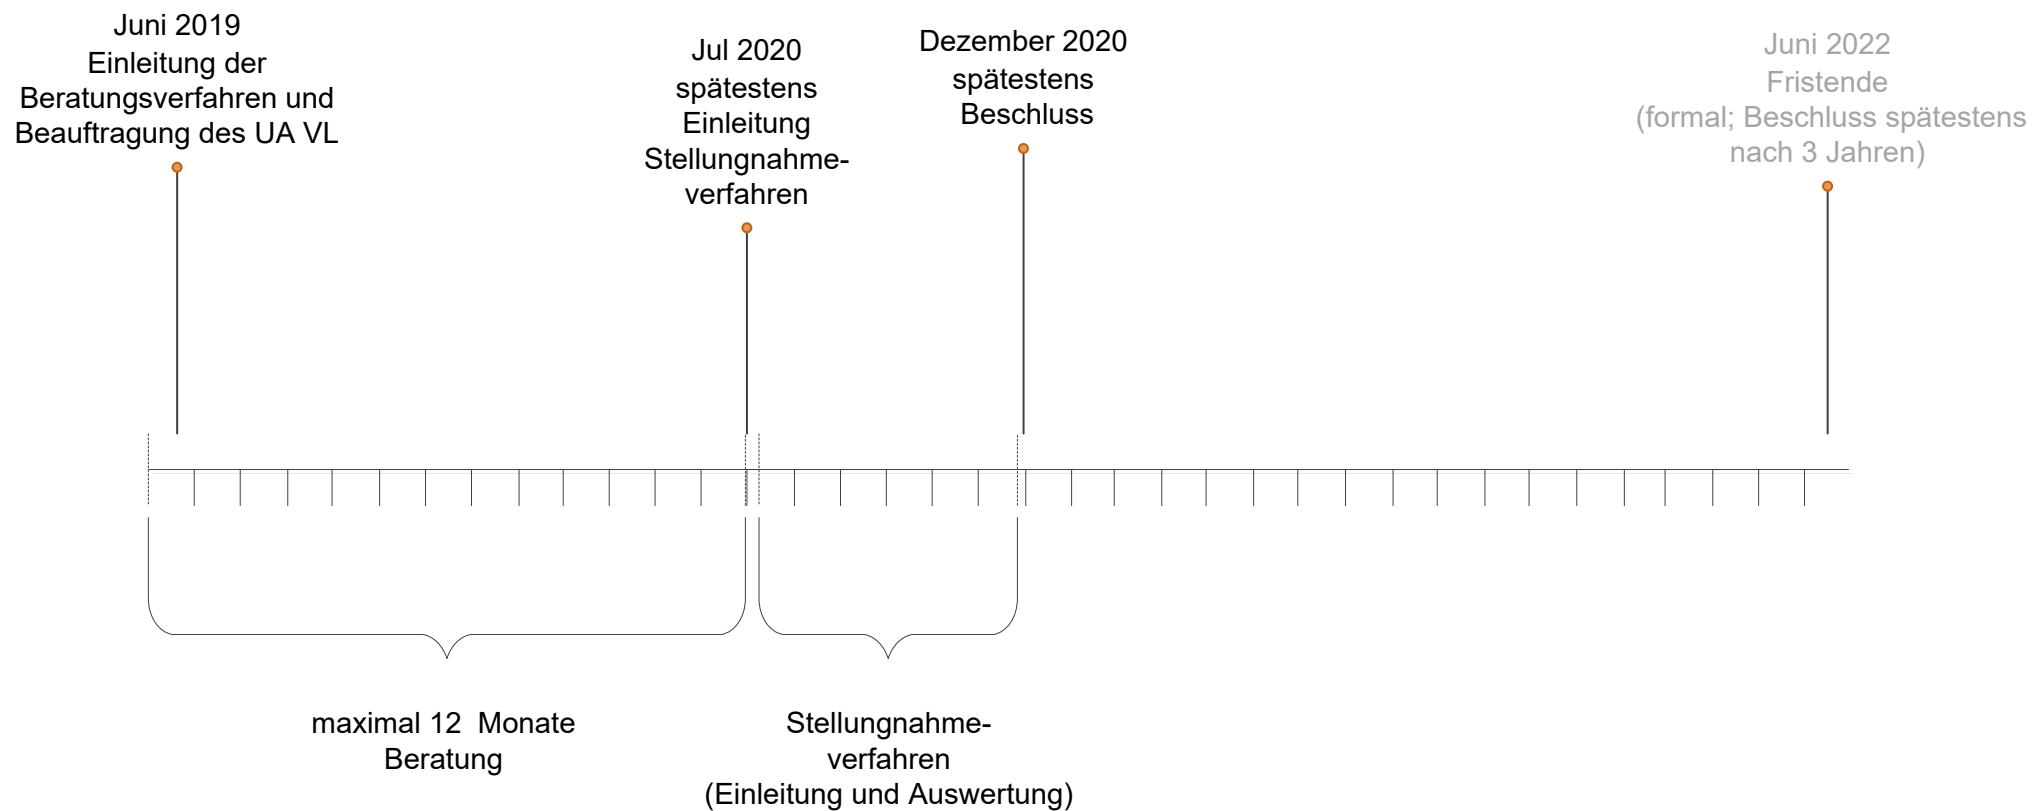 Juni 2019
Einleitung der
Beratungsverfahren und
Beauftragung des UA VL
Jul 2020
spätestens
Einleitung
Stellungnahme-
verfahren
Dezember 2020
spätestens
Beschluss
Juni 2022
Fristende
(formal; Beschluss spätestens
nach 3 Jahren)
maximal 12  Monate
Beratung
Stellungnahme-
verfahren
(Einleitung und Auswertung)